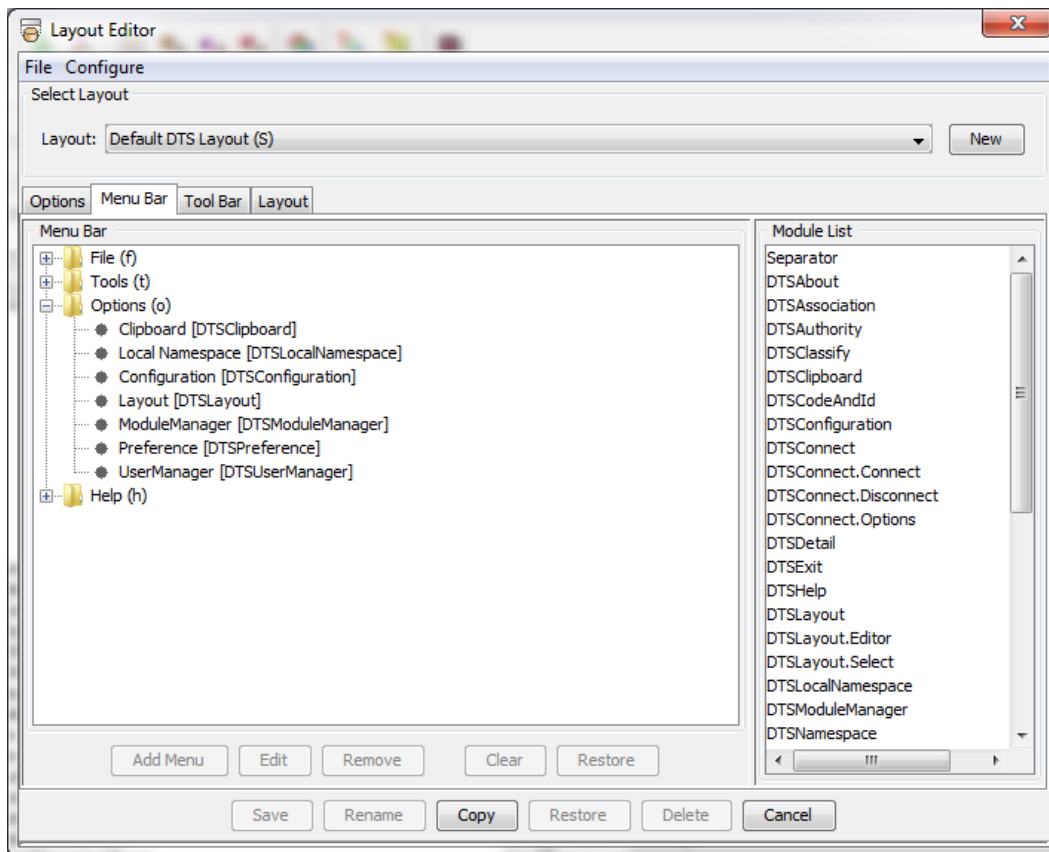 Layout Editor
File Configure
Select Layout
Layout: Default DTS Layout (S) New
Options Menu Bar Tool Bar Layout
Menu Bar
File (f)
Tools (t)
Options (o)
Clipboard [DTSClipboard]
Local Namespace [DTSLocalNamespace]
Configuration [DTSConfiguration]
Layout [DTSLayout]
ModuleManager [DTSModuleManager]
Preference [DTSPreference]
UserManager [DTSUserManager]
Help (h)
Module List
Separator
DTSAbout
DTSAssociation
DTSAuthority
DTSClassify
DTSClipboard
DTSCodeAndId
DTSConfiguration
DTSConnect
DTSConnect.Connect
DTSConnect.Disconnect
DTSConnect.Options
DTSDetail
DTSExit
DTSHelp
DTSLayout
DTSLayout.Editor
DTSLayout.Select
DTSLocalNamespace
DTSModuleManager
DTSNamespace
Add Menu Edit Remove Clear Restore
Save Rename Copy Restore Delete Cancel